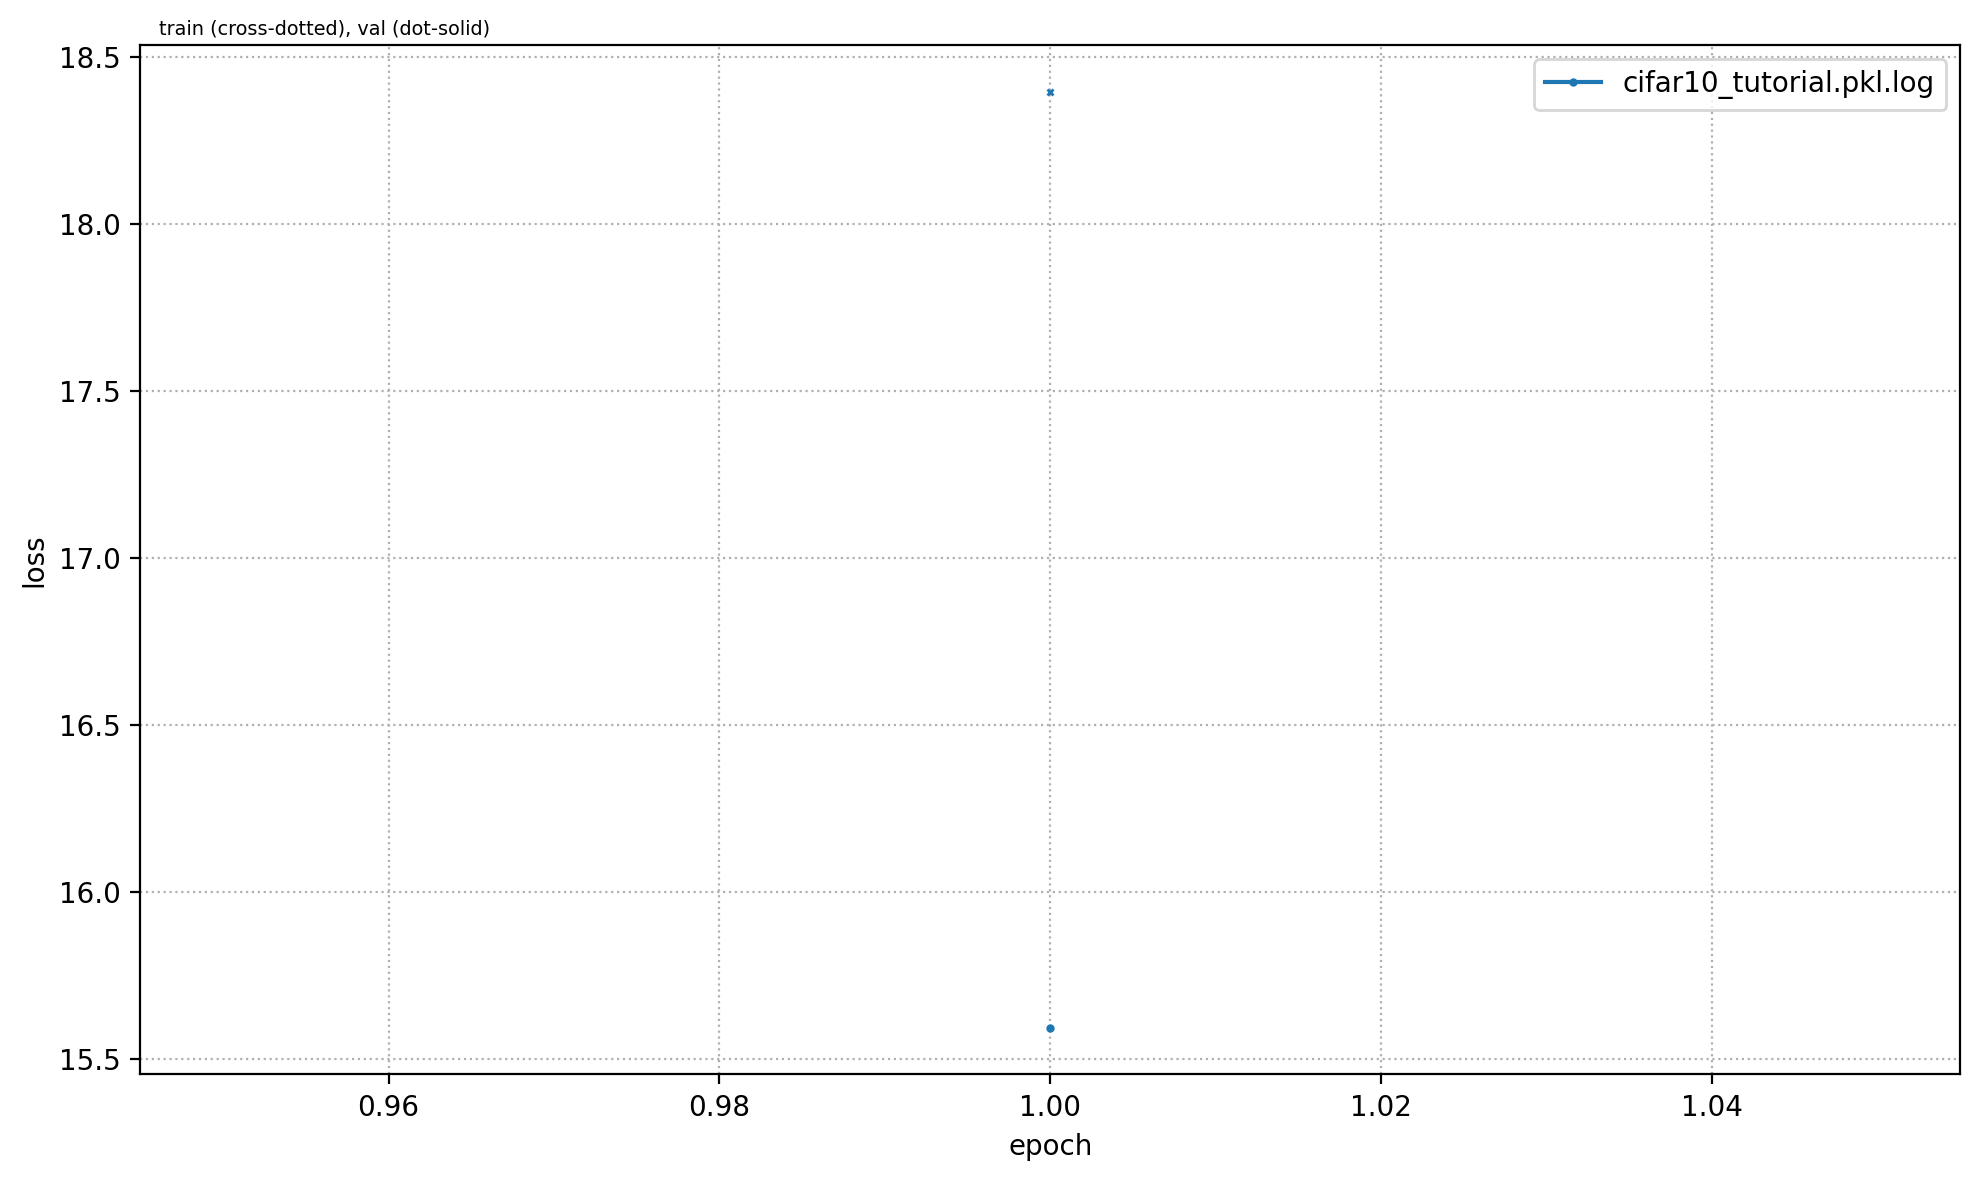 train (cross-dotted), val (dot-solid)
cifar10_tutorial.pkl.log
18.5
18.0
17.5
17.0
16.5
16.0
15.5
loss
0.96 0.98 1.00 1.02 1.04
epoch